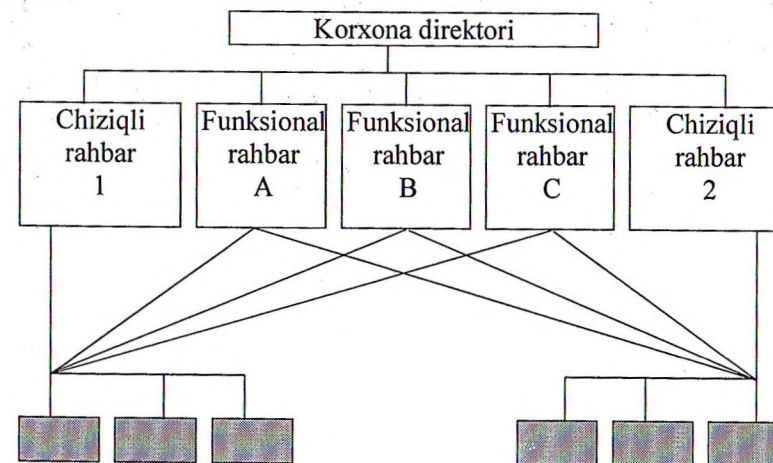 Korxona direktori
Chiziqli
rahbar
1
Funksional
rahbar
A
Funksional
rahbar
B
Funksional
rahbar
C
Chiziqli
rahbar
2